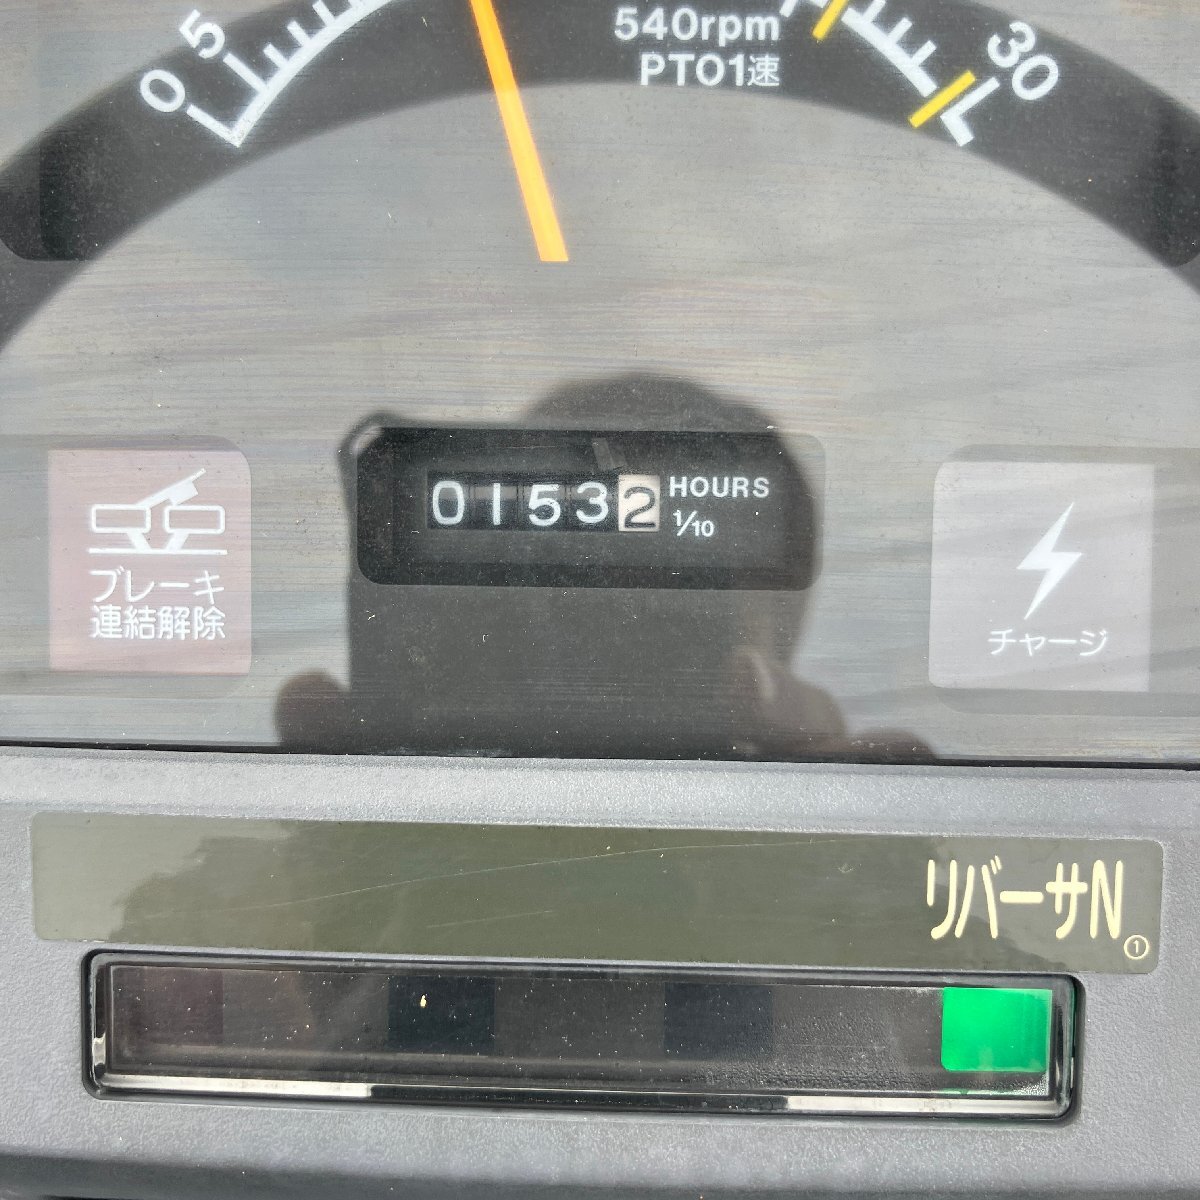 0 5 30
540rpm
PTO1速
01532 HOURS
1/10
ブレーキ
連結解除
チャージ
リバーサN
①